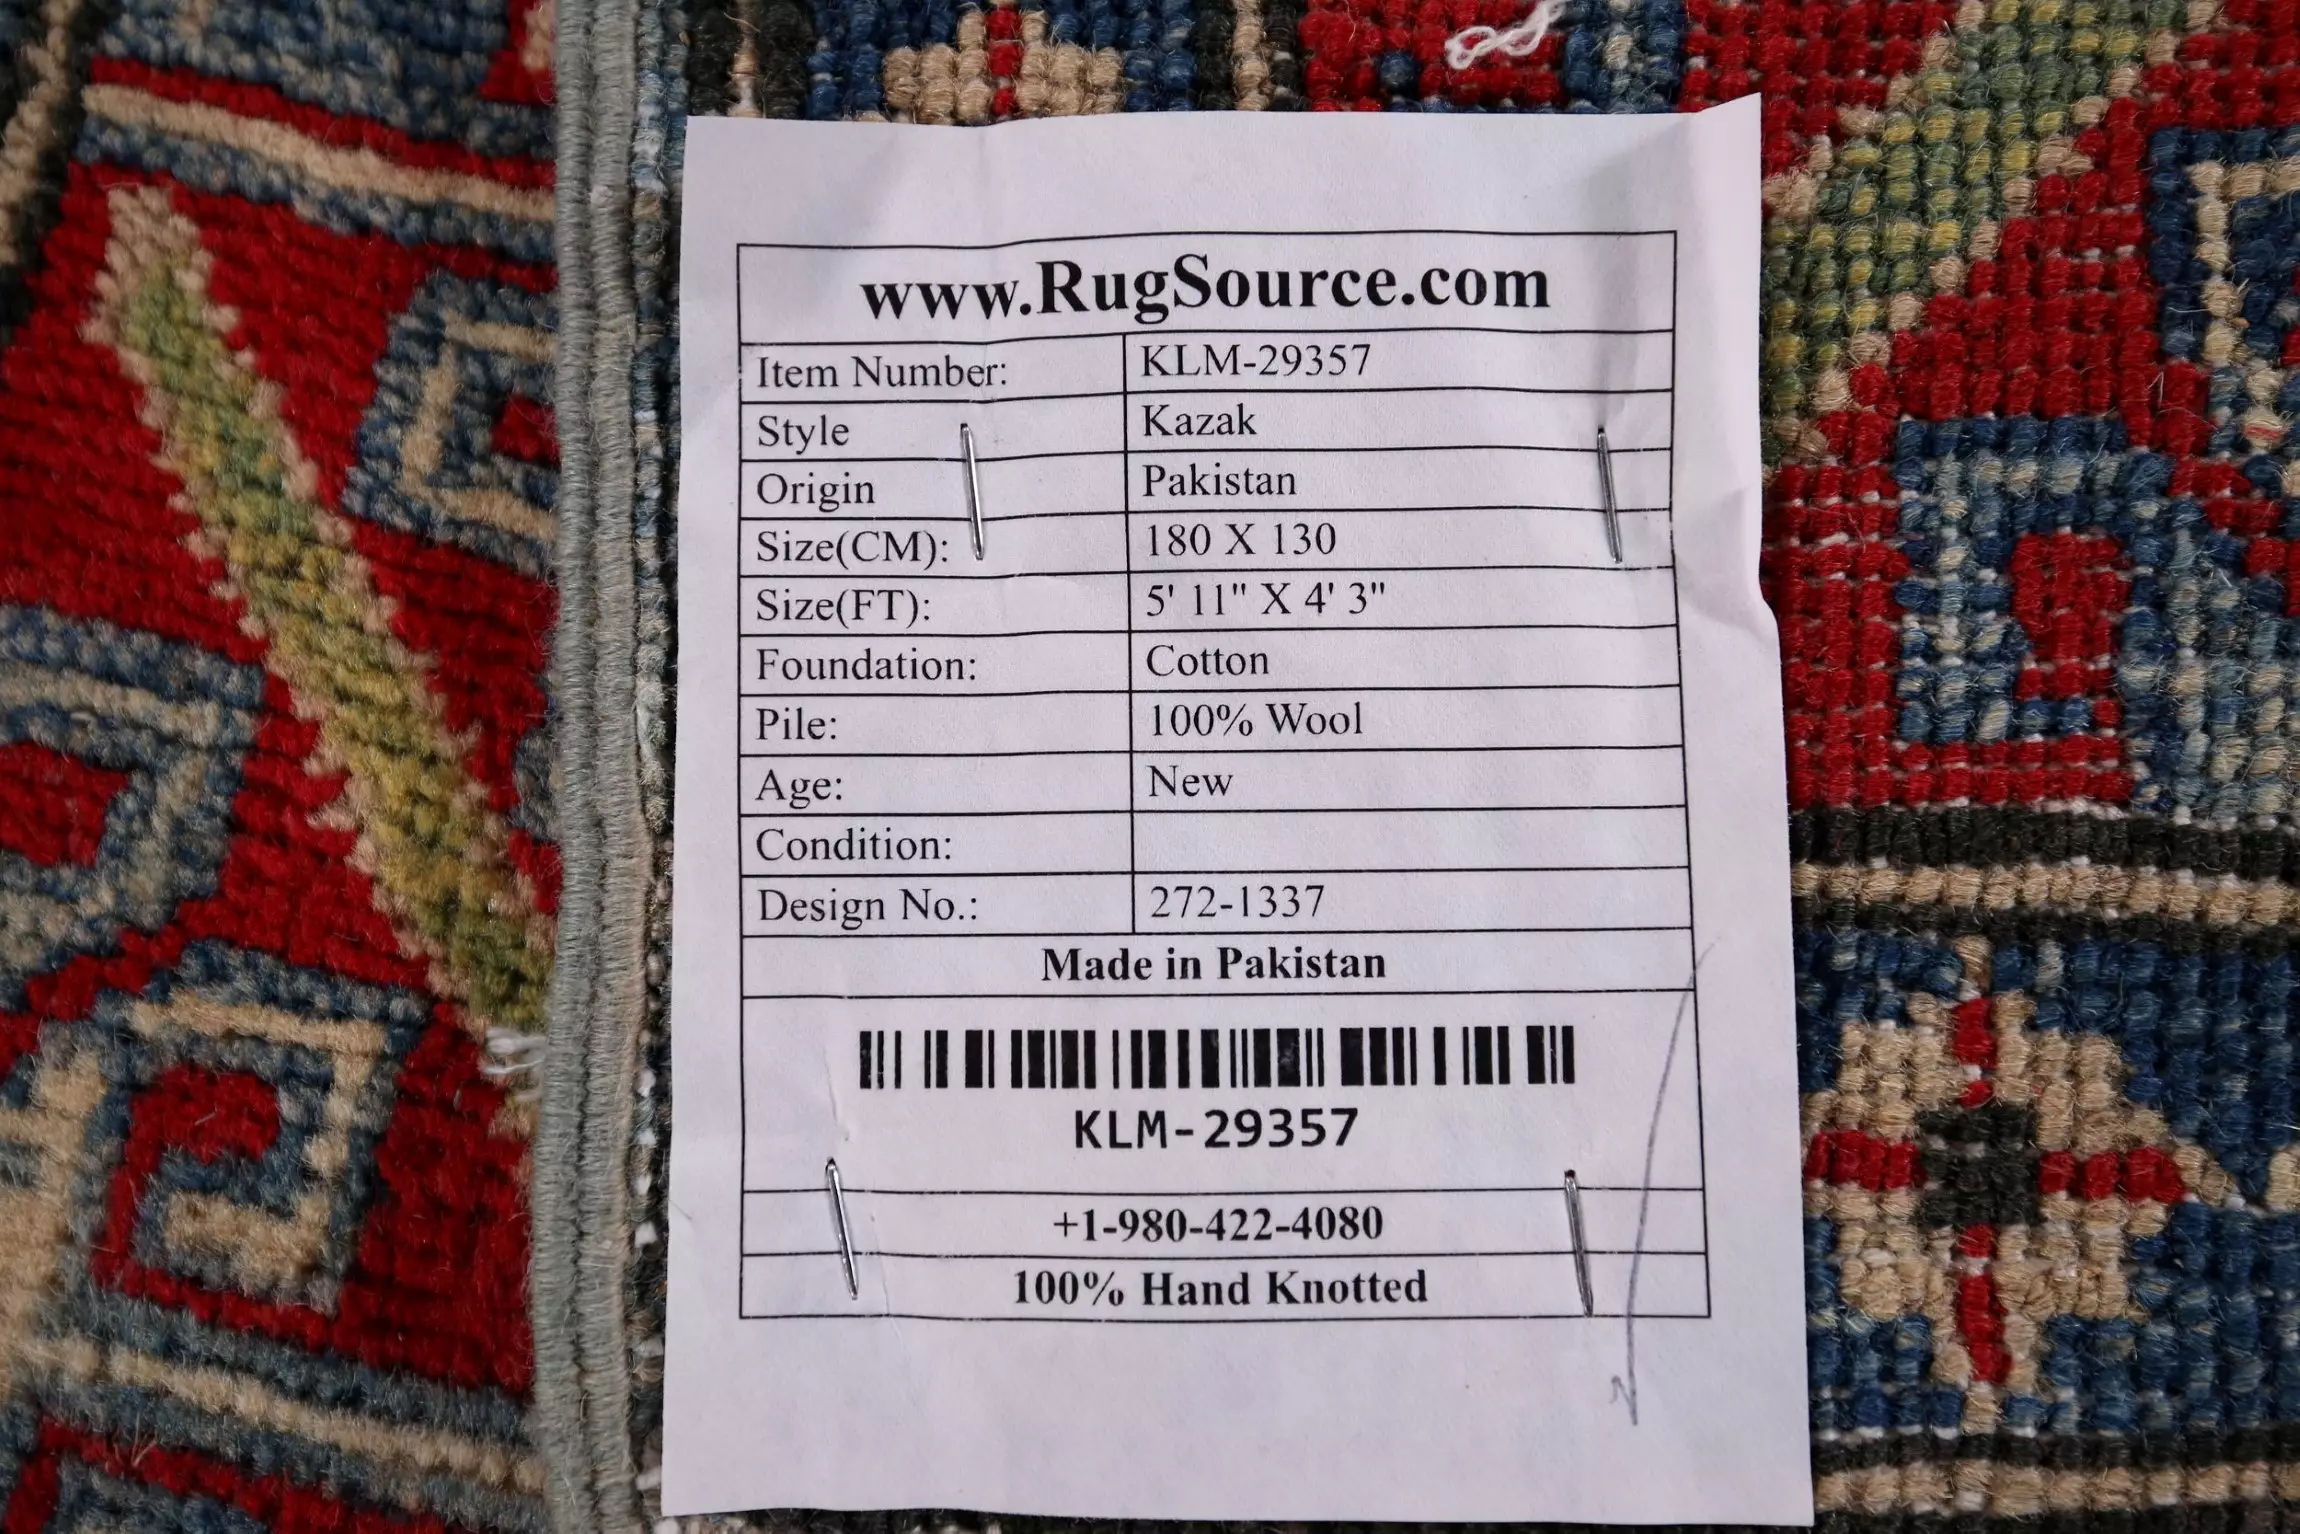 www.RugSource.com
Item Number: KLM-29357
Style Kazak
Origin Pakistan
Size(CM): 180 X 130
Size(FT): 5' 11" X 4' 3"
Foundation: Cotton
Pile: 100% Wool
Age: New
Condition:
Design No.: 272-1337
Made in Pakistan
KLM-29357
+1-980-422-4080
100% Hand Knotted